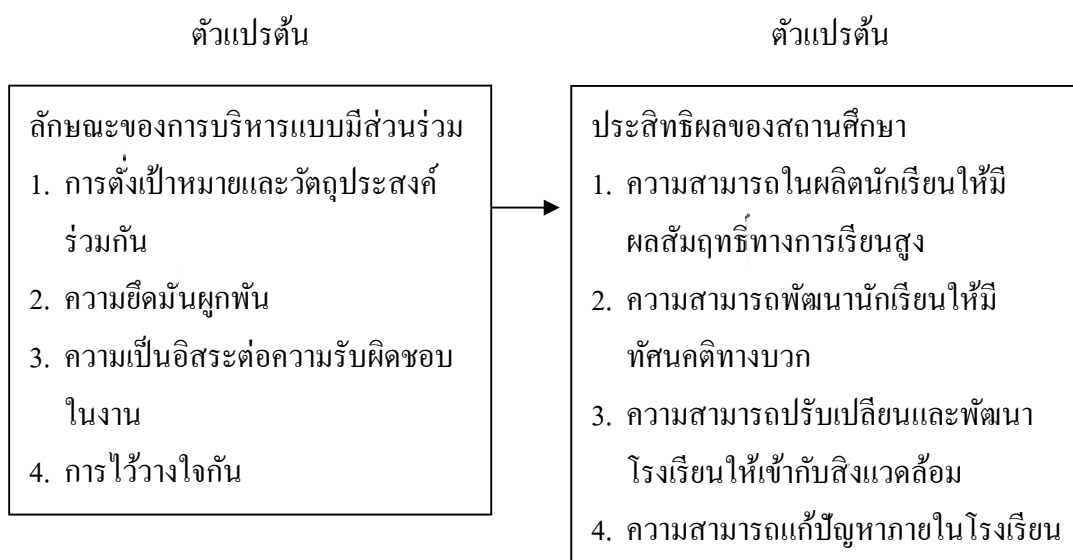 ตัวแปรต้น
ลักษณะของการบริหารแบบมีส่วนร่วม
1. การตั้งเป้าหมายและวัตถุประสงค์
ร่วมกัน
2. ความยึดมันผูกพัน
3. ความเป็นอิสระต่อความรับผิดชอบ
ในงาน
4. การไว้วางใจกัน
ตัวแปรต้น
ประสิทธิผลของสถานศึกษา
1. ความสามารถในผลิตนักเรียนให้มี
ผลสัมฤทธิ์ทางการเรียนสูง
2. ความสามารถพัฒนานักเรียนให้มี
ทัศนคติทางบวก
3. ความสามารถปรับเปลียนและพัฒนา
โรงเรียนให้เข้ากับสิงแวดล้อม
4. ความสามารถแก้ปัญหาภายในโรงเรียน